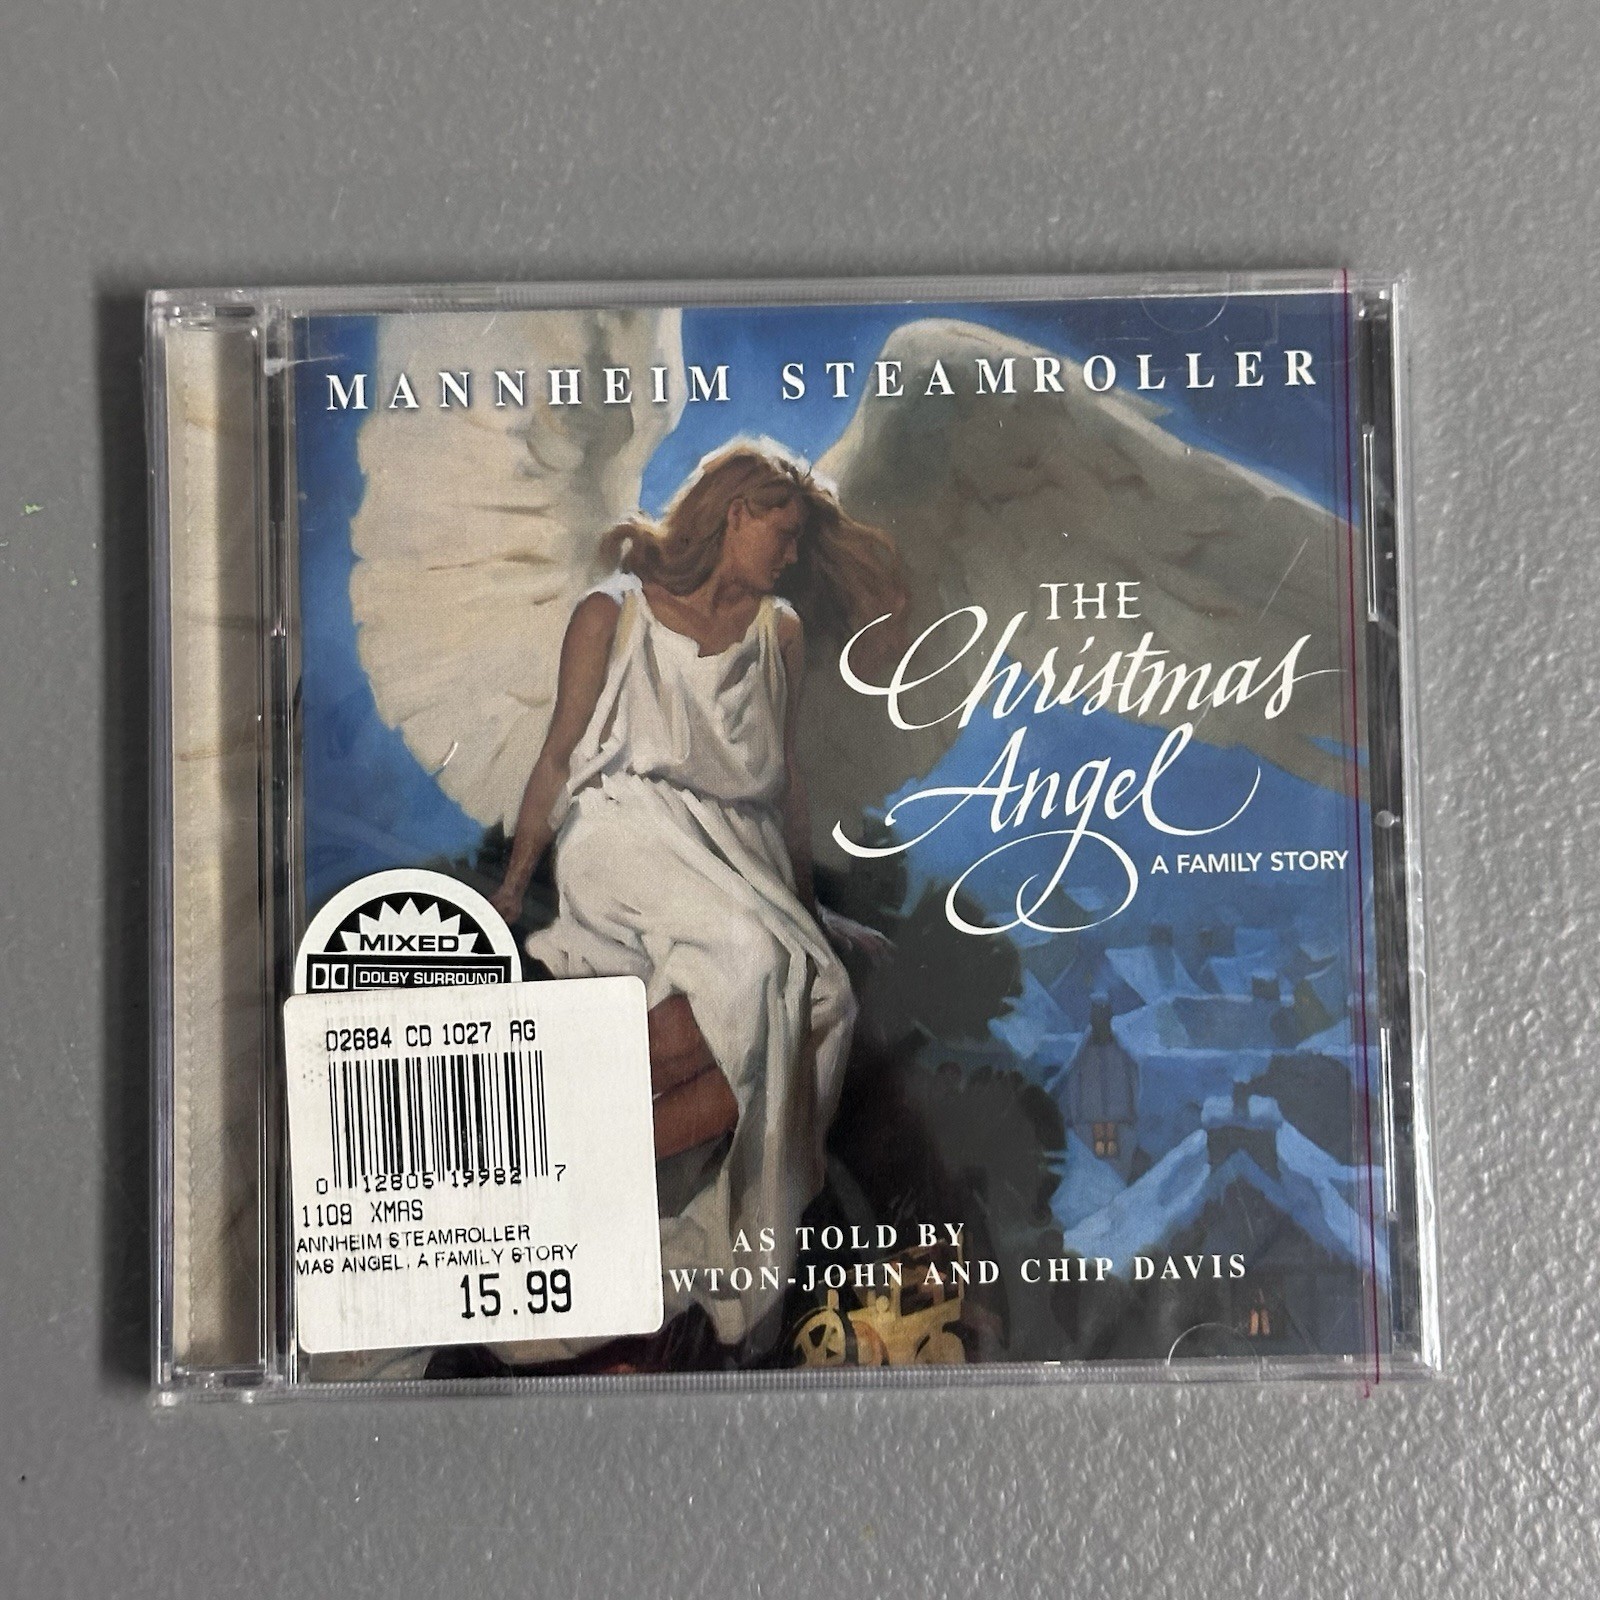 MANNHEIM STEAMROLLER
THE
Christmas
Angel
A FAMILY STORY
MIXED
DOLBY SURROUND
02684 CD 1027 AG
0 12805 19982 7
1109 XMAS
ANNHEIM STEAMROLLER
MAS ANGEL, A FAMILY STORY
15.99
AS TOLD BY
WTON-JOHN AND CHIP DAVIS